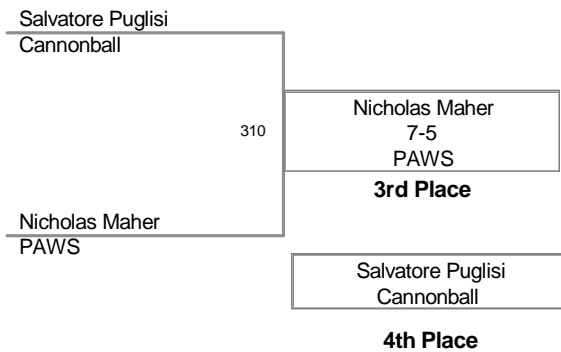 Salvatore Puglisi
Cannonball
310
Nicholas Maher
7-5
PAWS
3rd Place
Nicholas Maher
PAWS
Salvatore Puglisi
Cannonball
4th Place